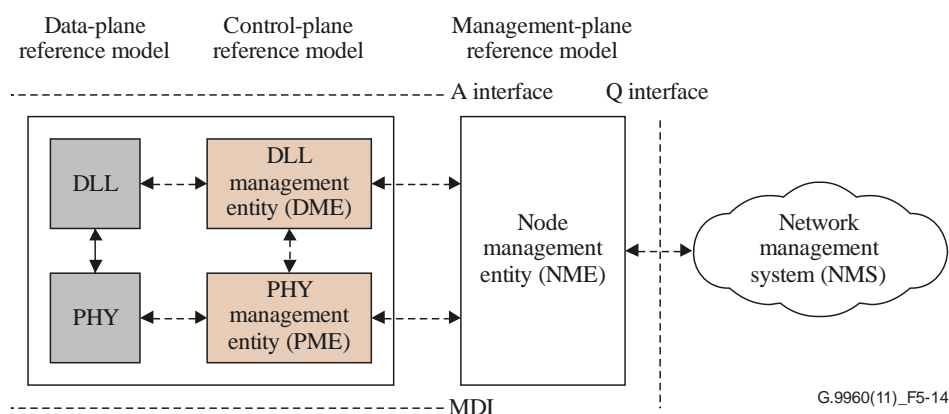 Data-plane
reference model
Control-plane
reference model
Management-plane
reference model
A interface
Q interface
DLL
DLL
management
entity (DME)
PHY
PHY
management
entity (PME)
Node
management
entity (NME)
Network
management
system (NMS)
MDI
G.9960(11)_F5-14